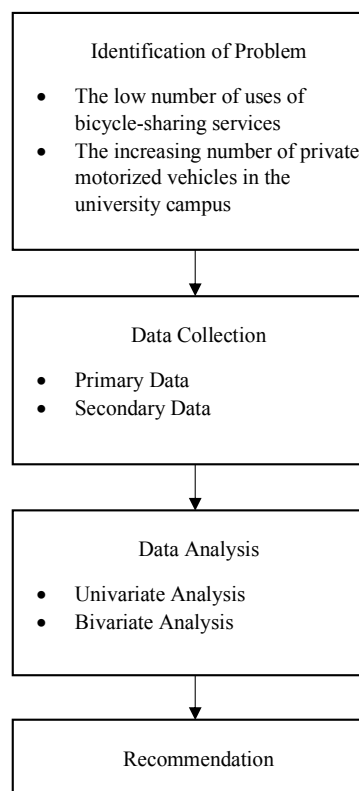 Identification of Problem
• The low number of uses of
bicycle-sharing services
• The increasing number of private
motorized vehicles in the
university campus
Data Collection
• Primary Data
• Secondary Data
Data Analysis
• Univariate Analysis
• Bivariate Analysis
Recommendation